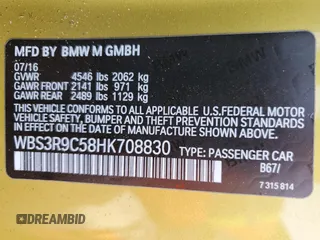 MFD BY BMW M GMBH
07/16
GVWR 4546 lbs 2062 kg
GAWR FRONT 2141 lbs 971 kg
GAWR REAR 2489 lbs 1129 kg
THIS VEHICLE CONFORMS TO ALL APPLICABLE U.S. FEDERAL MOTOR
VEHICLE SAFETY, BUMPER, AND THEFT PREVENTION STANDARDS IN
EFFECT ON THE DATE OF MANUFACTURE SHOWN ABOVE.
WBS3R9C58HK708830 TYPE: PASSENGER CAR
B67/
7 315 814